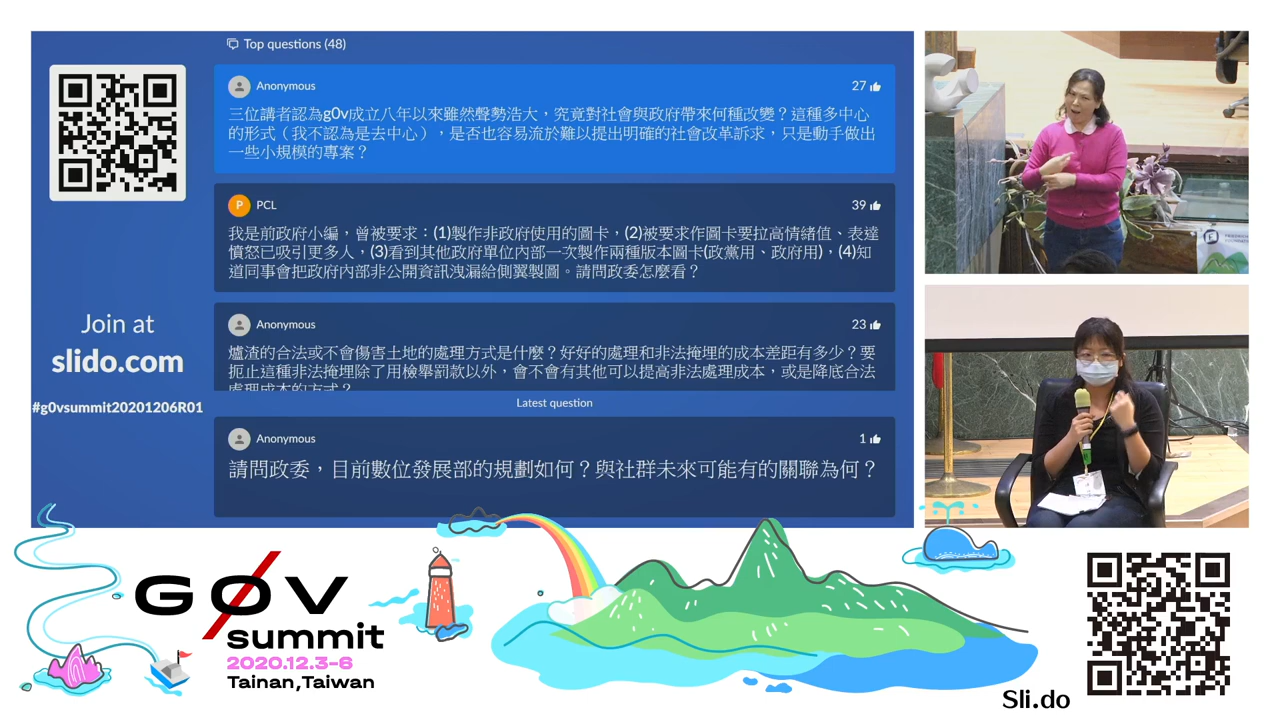 Top questions (48)
Anonymous
27
三位講者認為g0v成立八年以來雖然聲勢浩大，究竟對社會與政府帶來何種改變？這種多中心
的形式（我不認為是去中心），是否也容易流於難以提出明確的社會改革訴求，只是動手做出
一些小規模的專案？
P
PCL
39
我是前政府小編，曾被要求：(1)製作非政府使用的圖卡，(2)被要求作圖卡要拉高情緒值、表達
憤怒已吸引更多人，(3)看到其他政府單位內部一次製作兩種版本圖卡(政黨用、政府用)，(4)知
道同事會把政府內部非公開資訊洩漏給側翼製圖。請問政委怎麼看？
Anonymous
23
爐渣的合法或不會傷害土地的處理方式是什麼？好好的處理和非法掩埋的成本差距有多少？要
扼止這種非法掩埋除了用檢舉罰款以外，會不會有其他可以提高非法處理成本，或是降底合法
處理成本的方式？
Latest question
Anonymous
1
請問政委，目前數位發展部的規劃如何？與社群未來可能有的關聯為何？
Join at
slido.com
#g0vsummit20201206R01
G0V
summit
2020.12.3-6
Tainan,Taiwan
Sli.do